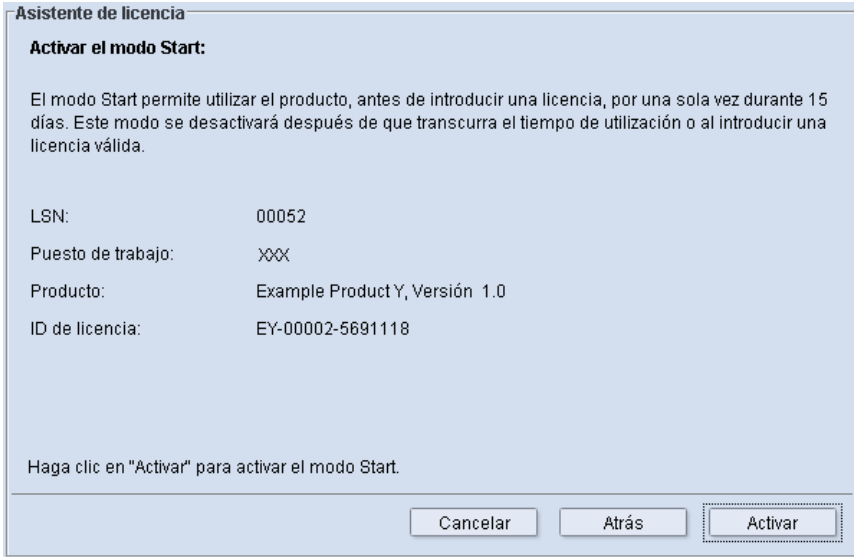 Asistente de licencia
Activar el modo Start:
El modo Start permite utilizar el producto, antes de introducir una licencia, por una sola vez durante 15
días. Este modo se desactivará después de que transcurra el tiempo de utilización o al introducir una
licencia válida.
LSN: 00052
Puesto de trabajo: XXX
Producto: Example Product Y, Versión 1.0
ID de licencia: EY-00002-5691118
Haga clic en "Activar" para activar el modo Start.
Cancelar Atrás Activar